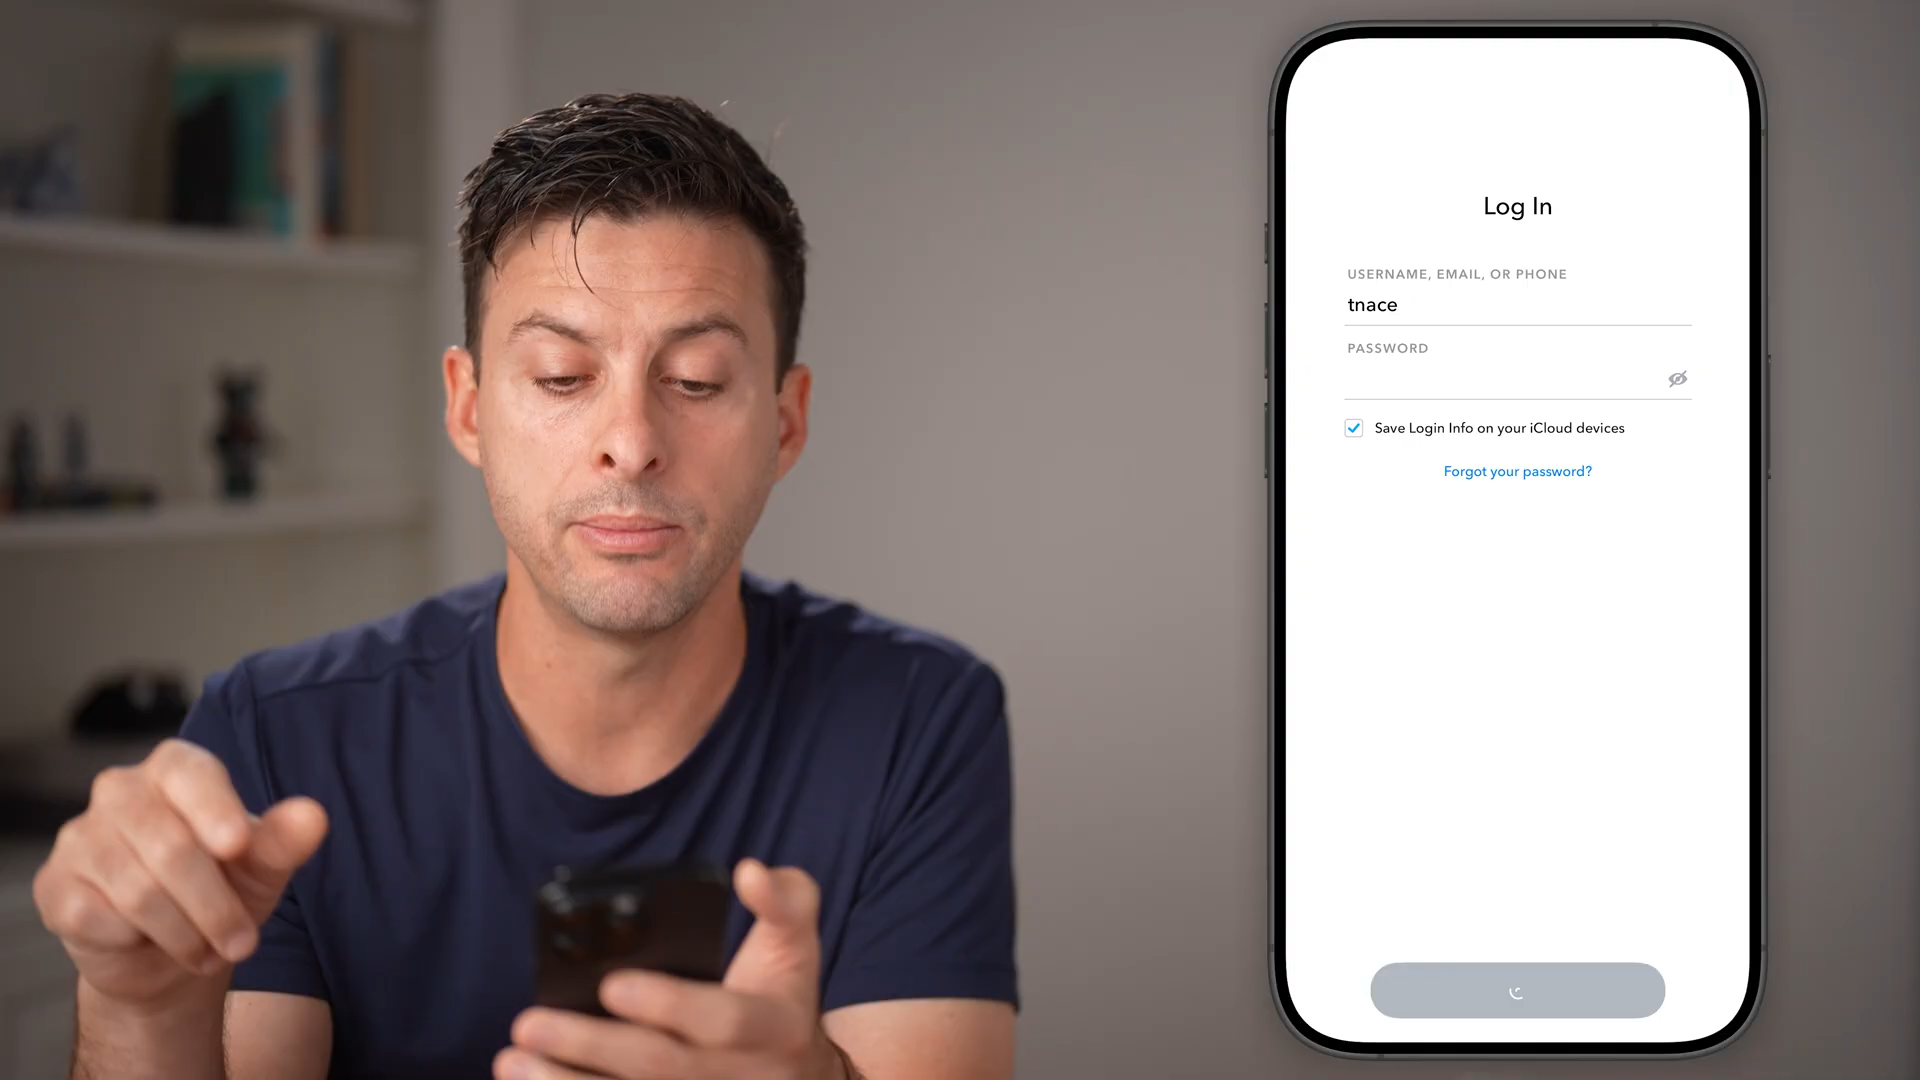 Log In
USERNAME, EMAIL, OR PHONE
tnace
PASSWORD
Save Login Info on your iCloud devices
Forgot your password?